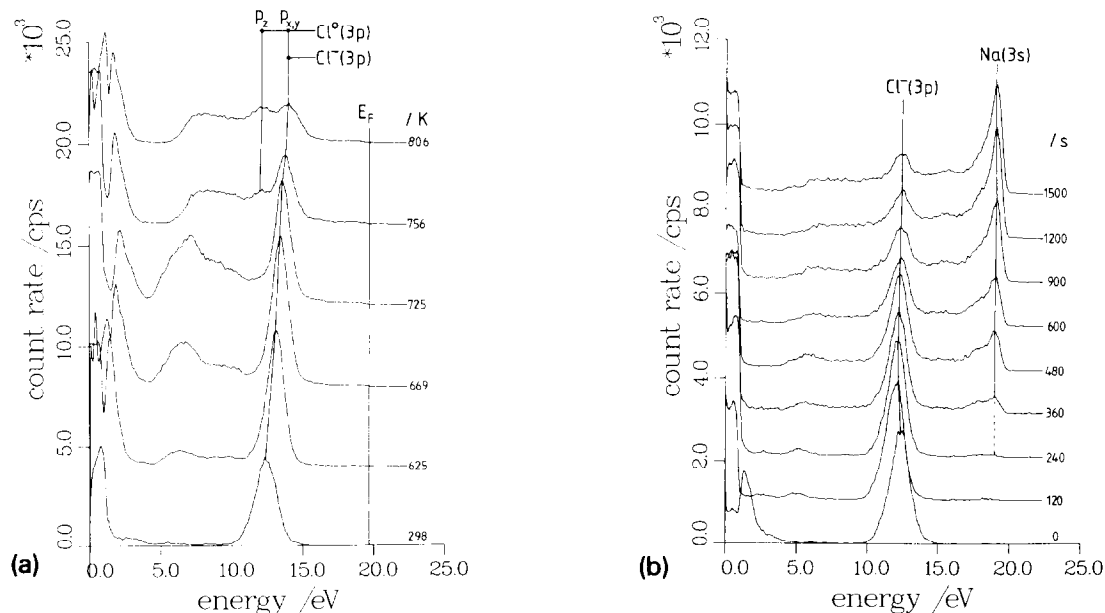 P_z P_x,y
Cl°(3p)
Cl⁻(3p)
E_F
/ K
806
756
725
669
625
298
*10³
25.0
20.0
15.0
10.0
5.0
0.0
count rate /cps
0.0 5.0 10.0 15.0 20.0 25.0
energy /eV
(a)
Na(3s)
Cl⁻(3p)
/ s
1500
1200
900
600
480
360
240
120
0
*10³
12.0
10.0
8.0
6.0
4.0
2.0
0.0
count rate /cps
0.0 5.0 10.0 15.0 20.0 25.0
energy /eV
(b)